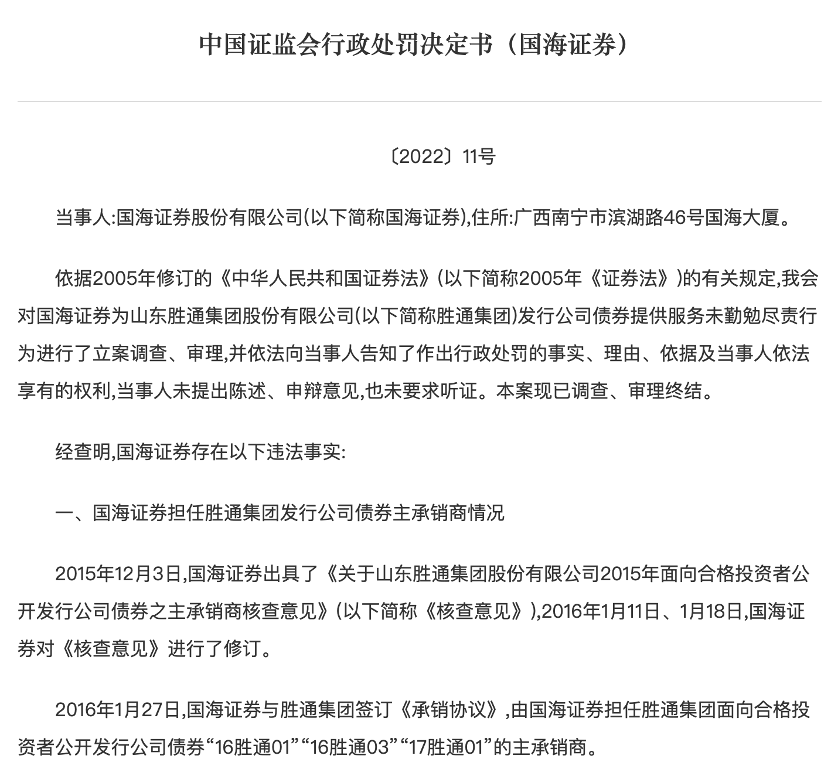 中国证监会行政处罚决定书（国海证券）
〔2022〕11号
当事人:国海证券股份有限公司(以下简称国海证券),住所:广西南宁市滨湖路46号国海大厦。
依据2005年修订的《中华人民共和国证券法》(以下简称2005年《证券法》)的有关规定,我会
对国海证券为山东胜通集团股份有限公司(以下简称胜通集团)发行公司债券提供服务未勤勉尽责行
为进行了立案调查、审理,并依法向当事人告知了作出行政处罚的事实、理由、依据及当事人依法
享有的权利,当事人未提出陈述、申辩意见,也未要求听证。本案现已调查、审理终结。
经查明,国海证券存在以下违法事实:
一、国海证券担任胜通集团发行公司债券主承销商情况
2015年12月3日,国海证券出具了《关于山东胜通集团股份有限公司2015年面向合格投资者公
开发行公司债券之主承销商核查意见》(以下简称《核查意见》),2016年1月11日、1月18日,国海证
券对《核查意见》进行了修订。
2016年1月27日,国海证券与胜通集团签订《承销协议》,由国海证券担任胜通集团面向合格投
资者公开发行公司债券“16胜通01”“16胜通03”“17胜通01”的主承销商。